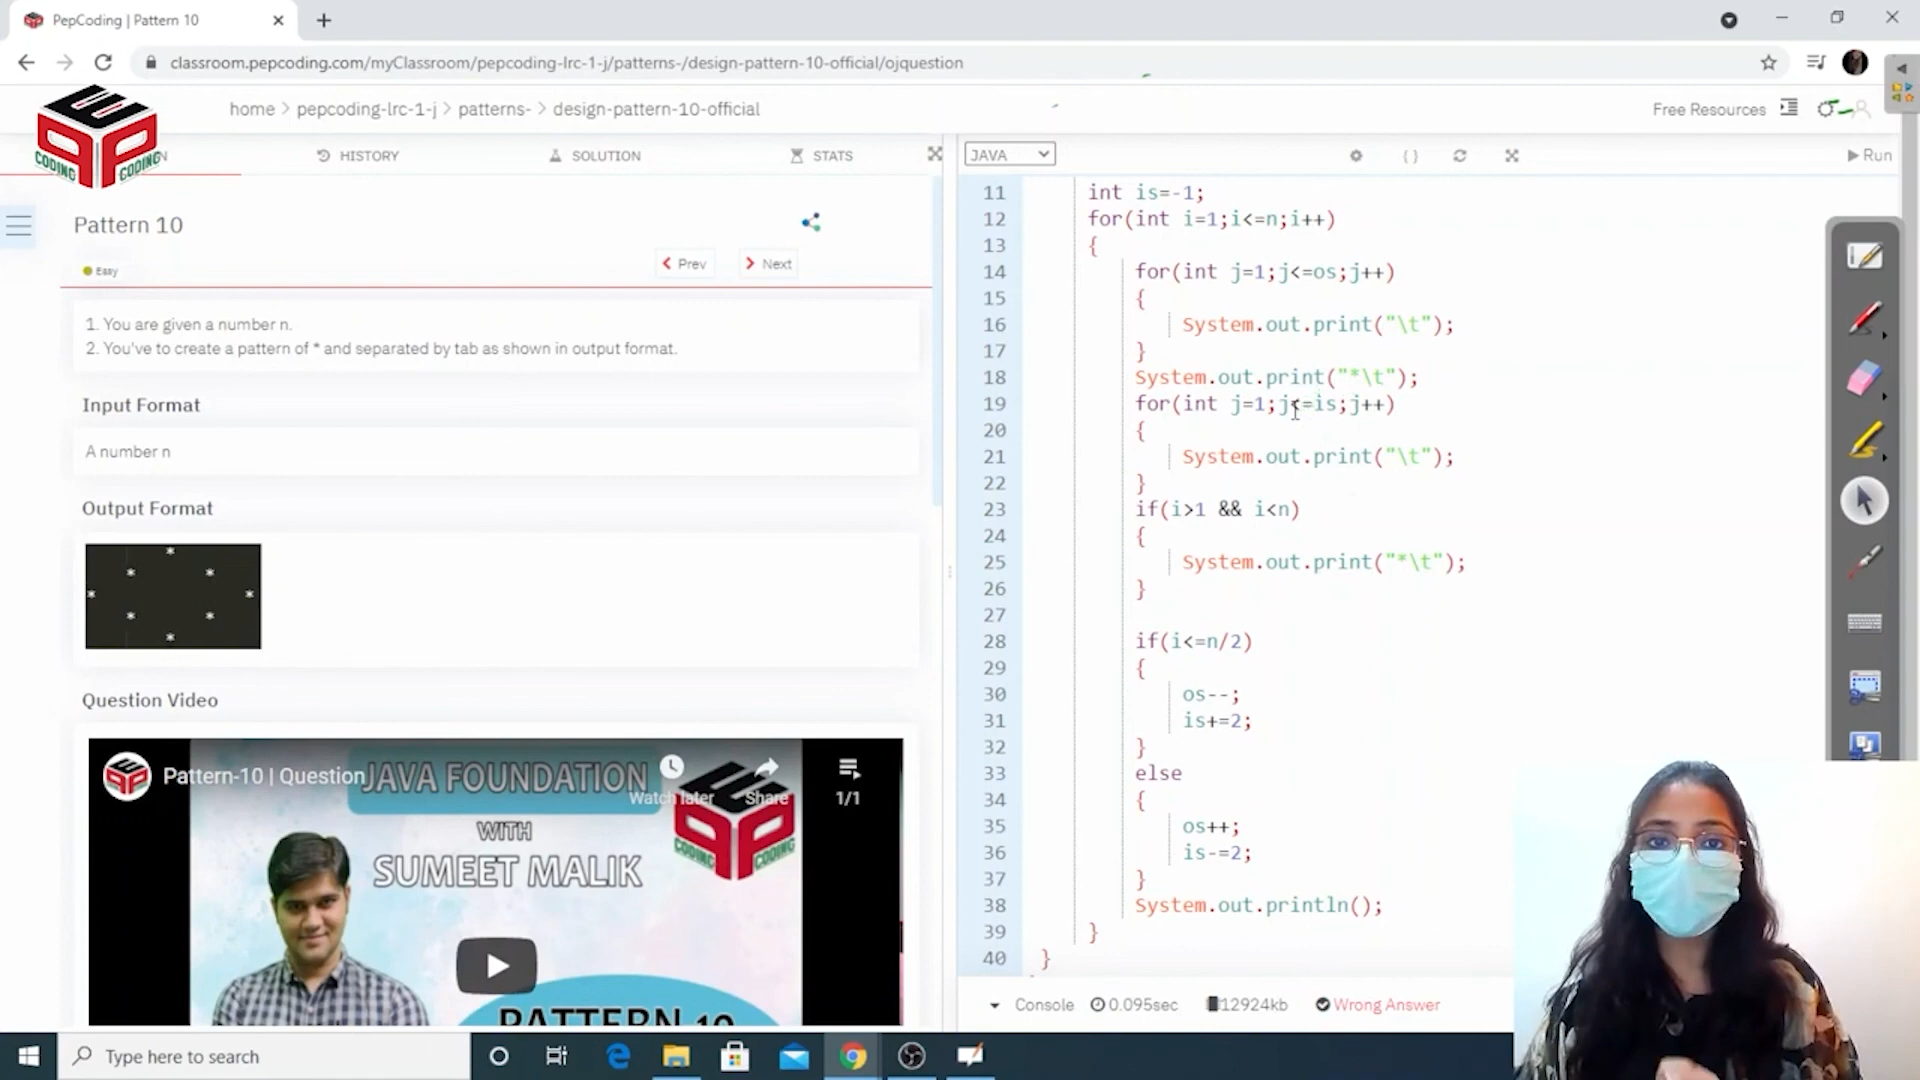 PepCoding | Pattern 10
classroom.pepcoding.com/myClassroom/pepcoding-lrc-1-j/patterns-/design-pattern-10-official/ojquestion
home > pepcoding-lrc-1-j > patterns- > design-pattern-10-official
Free Resources
PEP
CODING CODING
HISTORY
SOLUTION
STATS
JAVA
Run
Pattern 10
Easy
Prev
Next
1. You are given a number n.
2. You've to create a pattern of * and separated by tab as shown in output format.
Input Format
A number n
Output Format
*
* *
* *
* *
*
Question Video
Pattern-10 | Question
JAVA FOUNDATION
Watch later
Share
1/1
WITH
SUMEET MALIK
PEP
CODING CODING
PATTERN 10
11 int is=-1;
12 for(int i=1;i<=n;i++)
13 {
14 for(int j=1;j<=os;j++)
15 {
16 System.out.print("\t");
17 }
18 System.out.print("*\t");
19 for(int j=1;j<=is;j++)
20 {
21 System.out.print("\t");
22 }
23 if(i>1 && i<n)
24 {
25 System.out.print("*\t");
26 }
27
28 if(i<=n/2)
29 {
30 os--;
31 is+=2;
32 }
33 else
34 {
35 os++;
36 is-=2;
37 }
38 System.out.println();
39 }
40 }
Console 0.095sec 12924kb Wrong Answer
Type here to search